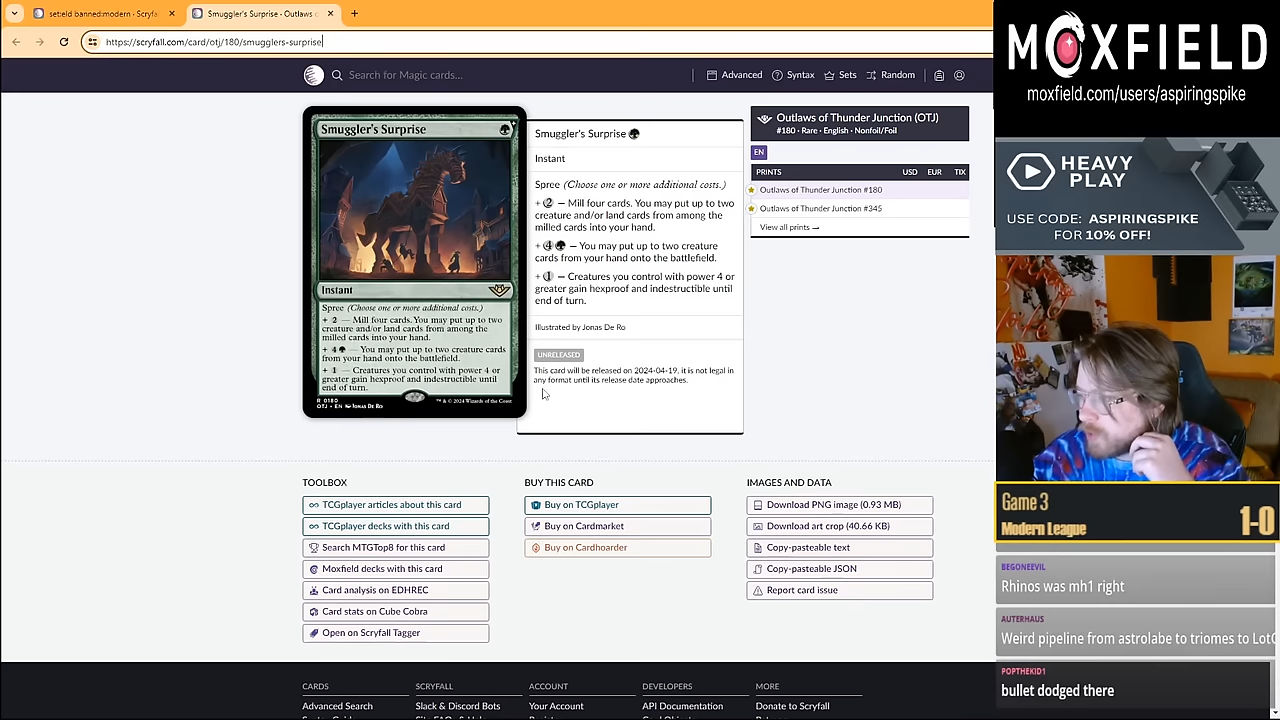 set:eld banned:modern - Scryfa
Smuggler's Surprise - Outlaws o
https://scryfall.com/card/otj/180/smugglers-surprise
Search for Magic cards...
Advanced
Syntax
Sets
Random
Smuggler's Surprise
Instant
Spree (Choose one or more additional costs.)
+ 2 — Mill four cards. You may put up to two
creature and/or land cards from among the
milled cards into your hand.
+ 4 — You may put up to two creature cards
from your hand onto the battlefield.
+ 1 — Creatures you control with power 4 or
greater gain hexproof and indestructible until
end of turn.
R 0180
OTJ • EN Jonas De Ro
™ & © 2024 Wizards of the Coast
Smuggler's Surprise
Instant
Spree (Choose one or more additional costs.)
+ 2 — Mill four cards. You may put up to two
creature and/or land cards from among the
milled cards into your hand.
+ 4 — You may put up to two creature
cards from your hand onto the battlefield.
+ 1 — Creatures you control with power 4 or
greater gain hexproof and indestructible until
end of turn.
Illustrated by Jonas De Ro
UNRELEASED
This card will be released on 2024-04-19, it is not legal in
any format until its release date approaches.
Outlaws of Thunder Junction (OTJ)
#180 · Rare · English · Nonfoil/Foil
EN
PRINTS USD EUR TIX
Outlaws of Thunder Junction #180
Outlaws of Thunder Junction #345
View all prints →
TOOLBOX
TCGplayer articles about this card
TCGplayer decks with this card
Search MTGTop8 for this card
Moxfield decks with this card
Card analysis on EDHREC
Card stats on Cube Cobra
Open on Scryfall Tagger
BUY THIS CARD
Buy on TCGplayer
Buy on Cardmarket
Buy on Cardhoarder
IMAGES AND DATA
Download PNG image (0.93 MB)
Download art crop (40.66 KB)
Copy-pasteable text
Copy-pasteable JSON
Report card issue
CARDS
Advanced Search
SCRYFALL
Slack & Discord Bots
ACCOUNT
Your Account
DEVELOPERS
API Documentation
MORE
Donate to Scryfall
MOXFIELD
moxfield.com/users/aspiringspike
HEAVY
PLAY
USE CODE: ASPIRINGSPIKE
FOR 10% OFF!
Game 3
Modern League
1-0
BEGONEEVIL
Rhinos was mh1 right
AUTERHAUS
Weird pipeline from astrolabe to triomes to LotC
POPTHEKID1
bullet dodged there